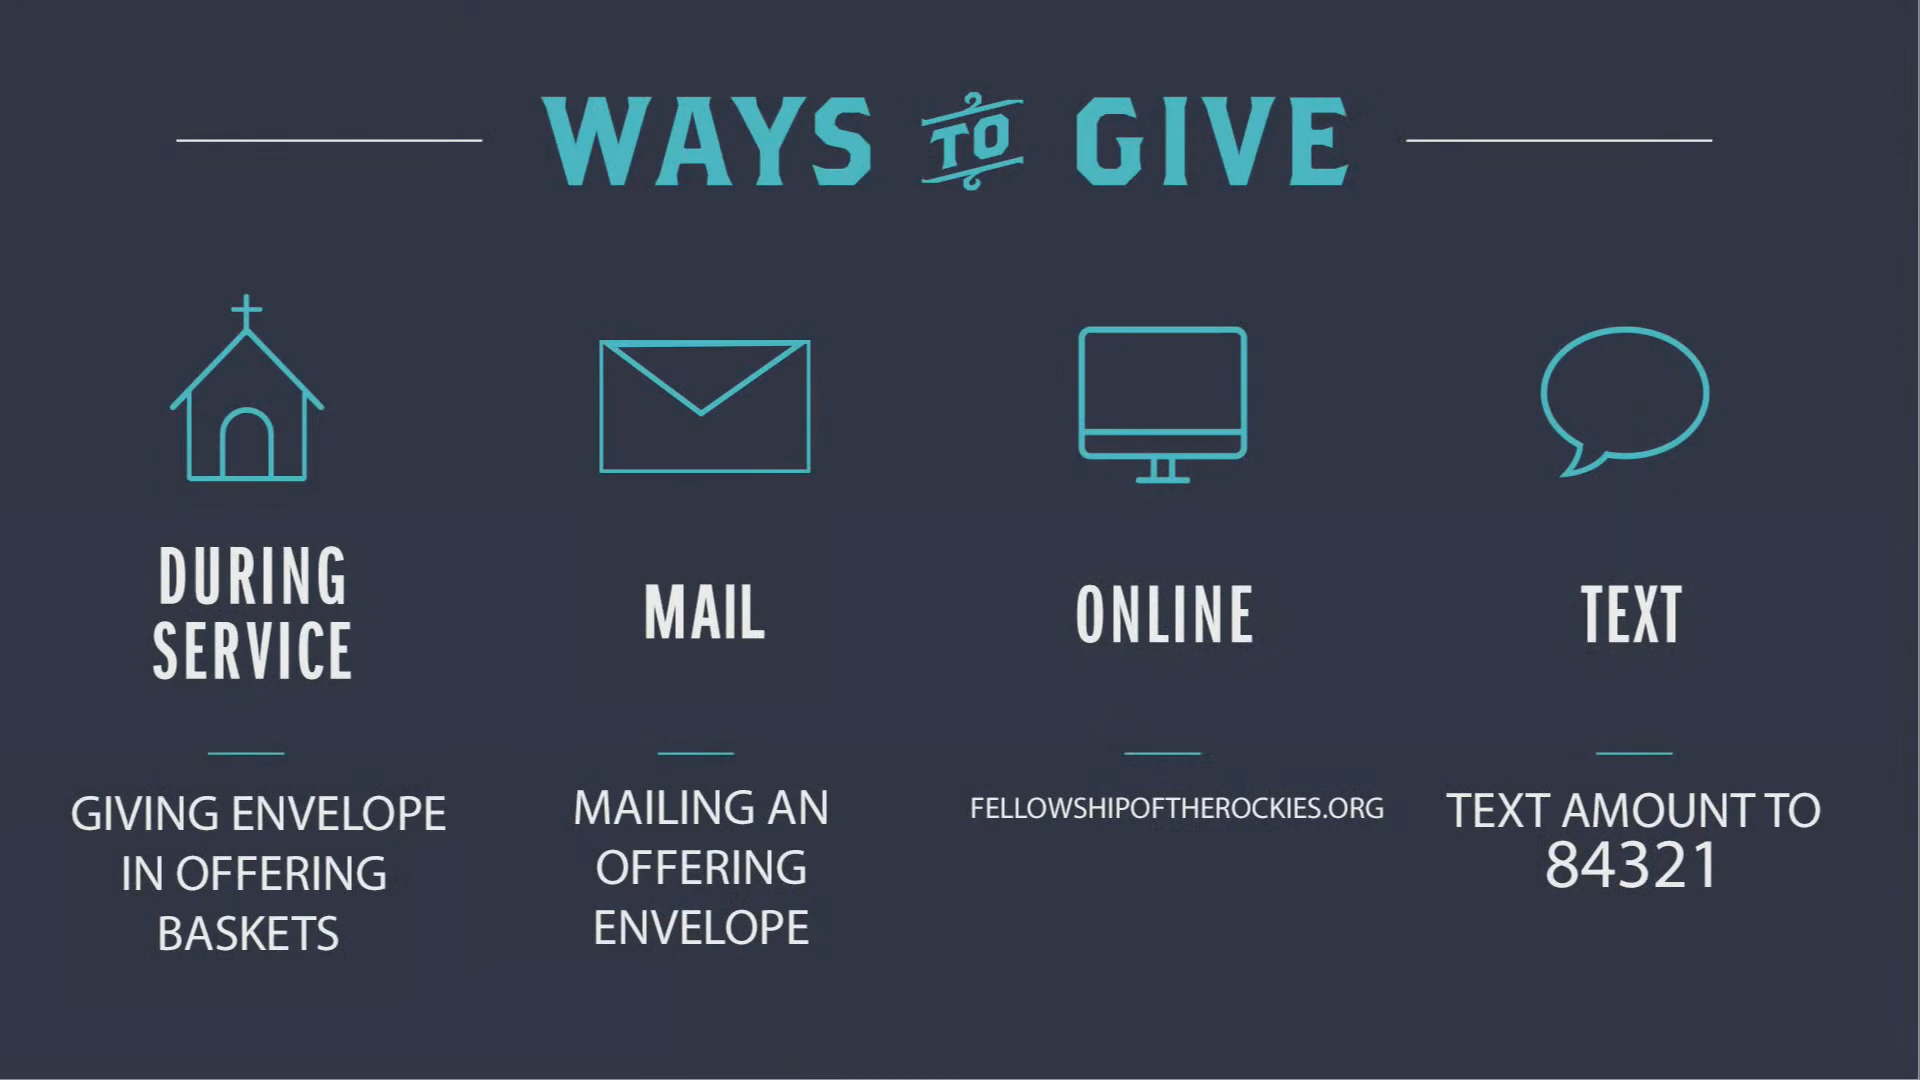 WAYS TO GIVE
DURING
SERVICE
MAIL
ONLINE
TEXT
GIVING ENVELOPE
IN OFFERING
BASKETS
MAILING AN
OFFERING
ENVELOPE
FELLOWSHIPOFTHEROCKIES.ORG
TEXT AMOUNT TO
84321